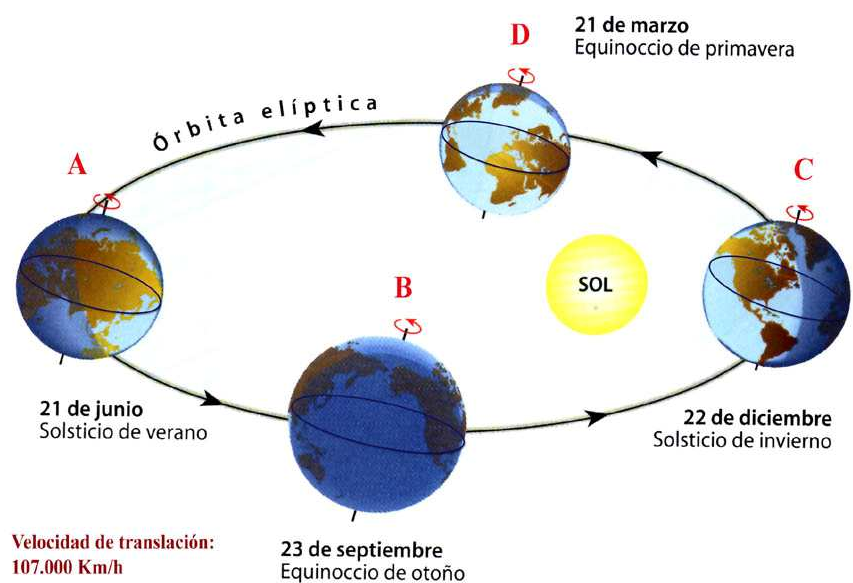 D
21 de marzo
Equinoccio de primavera
Órbita elíptica
A
C
B
SOL
21 de junio
Solsticio de verano
22 de diciembre
Solsticio de invierno
23 de septiembre
Equinoccio de otoño
Velocidad de translación:
107.000 Km/h